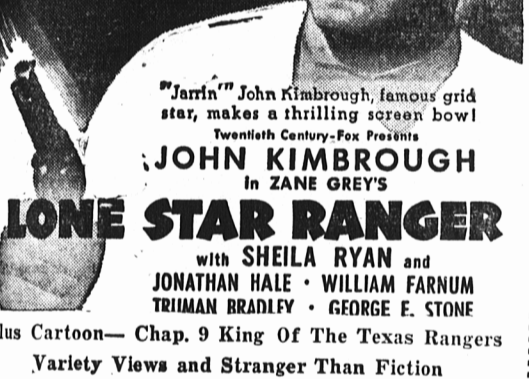 "Jarrin'" John Kimbrough, famous grid
star, makes a thrilling screen bow!
Twentieth Century-Fox Presents
JOHN KIMBROUGH
in ZANE GREY'S
LONE STAR RANGER
with SHEILA RYAN and
JONATHAN HALE • WILLIAM FARNUM
TRUMAN BRADLEY • GEORGE E. STONE
lus Cartoon— Chap. 9 King Of The Texas Rangers
Variety Views and Stranger Than Fiction